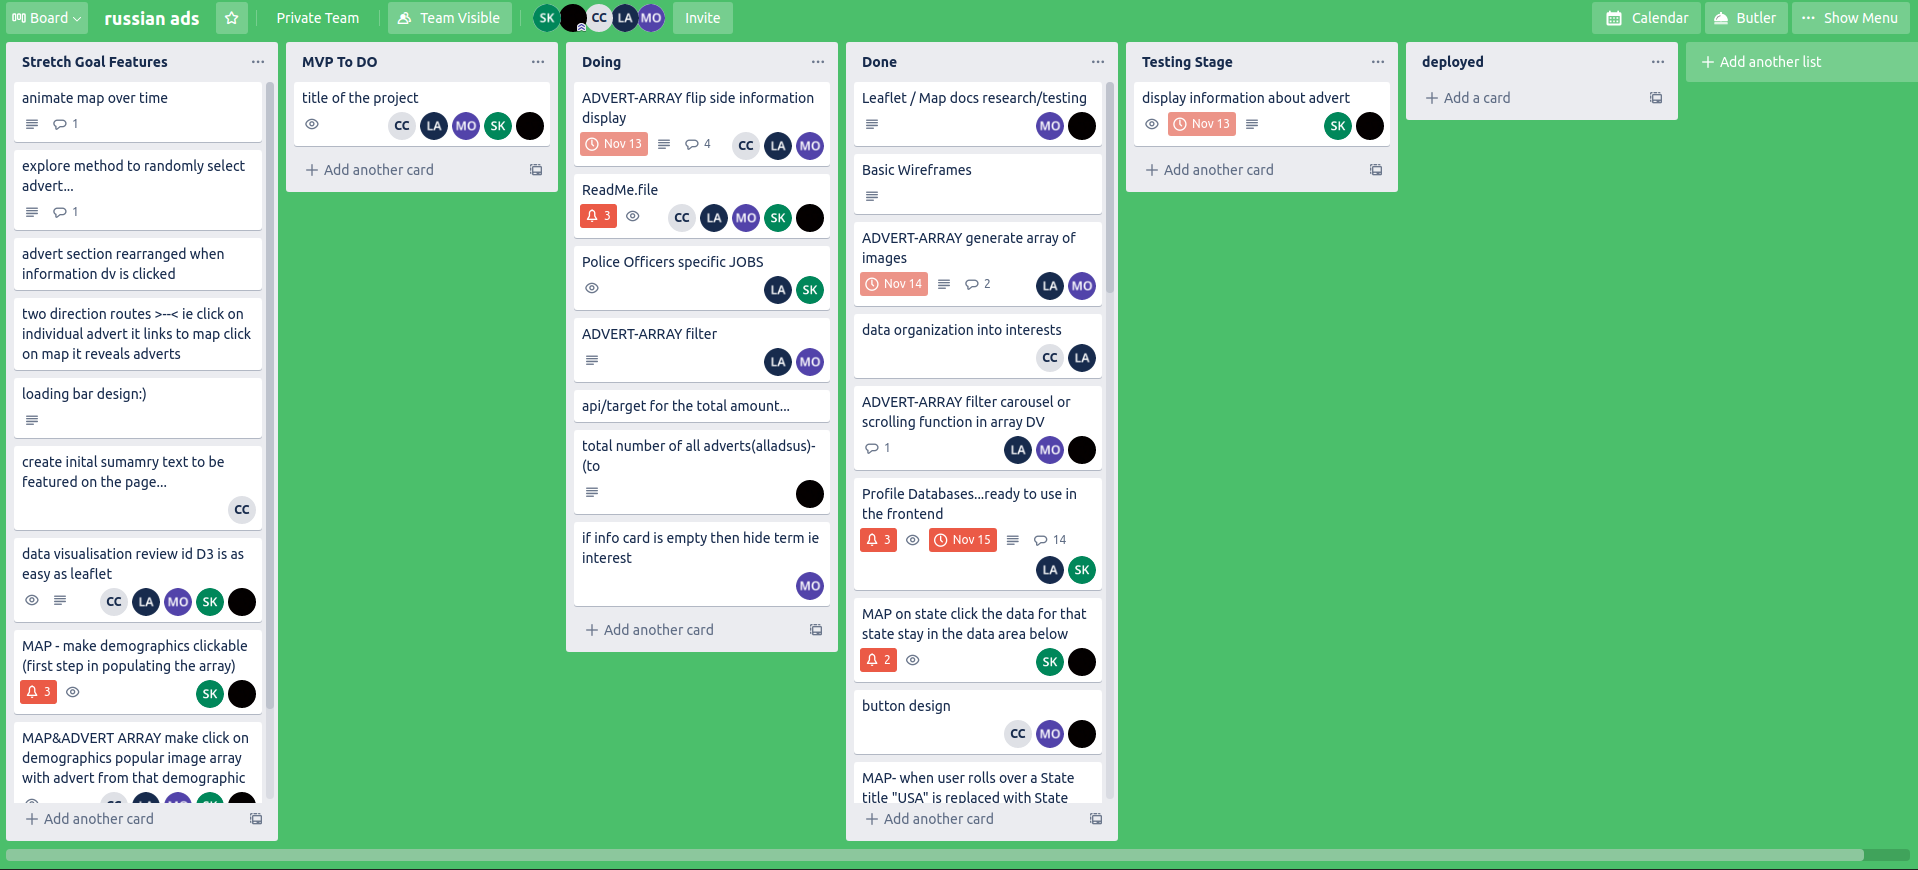 Board
russian ads
Private Team
Team Visible
SK
CC
LA
MO
Invite
Calendar
Butler
Show Menu
Stretch Goal Features
animate map over time
1
explore method to randomly select
advert...
1
advert section rearranged when
information dv is clicked
two direction routes >--< ie click on
individual advert it links to map click
on map it reveals adverts
loading bar design:)
create inital sumamry text to be
featured on the page...
CC
data visualisation review id D3 is as
easy as leaflet
CC LA MO SK
MAP - make demographics clickable
(first step in populating the array)
3
SK
MAP&ADVERT ARRAY make click on
demographics popular image array
with advert from that demographic
CC LA MO SK
+ Add another card
MVP To DO
title of the project
CC LA MO SK
+ Add another card
Doing
ADVERT-ARRAY flip side information
display
Nov 13 4 CC LA MO
ReadMe.file
3 CC LA MO SK
Police Officers specific JOBS
LA SK
ADVERT-ARRAY filter
LA MO
api/target for the total amount...
total number of all adverts(alladsus)-
(to
if info card is empty then hide term ie
interest
MO
+ Add another card
Done
Leaflet / Map docs research/testing
MO
Basic Wireframes
ADVERT-ARRAY generate array of
images
Nov 14 2 LA MO
data organization into interests
CC LA
ADVERT-ARRAY filter carousel or
scrolling function in array DV
1 LA MO
Profile Databases...ready to use in
the frontend
3 Nov 15 14
LA SK
MAP on state click the data for that
state stay in the data area below
2 SK
button design
CC MO
MAP- when user rolls over a State
title "USA" is replaced with State
+ Add another card
Testing Stage
display information about advert
Nov 13 SK
+ Add another card
deployed
+ Add a card
+ Add another list